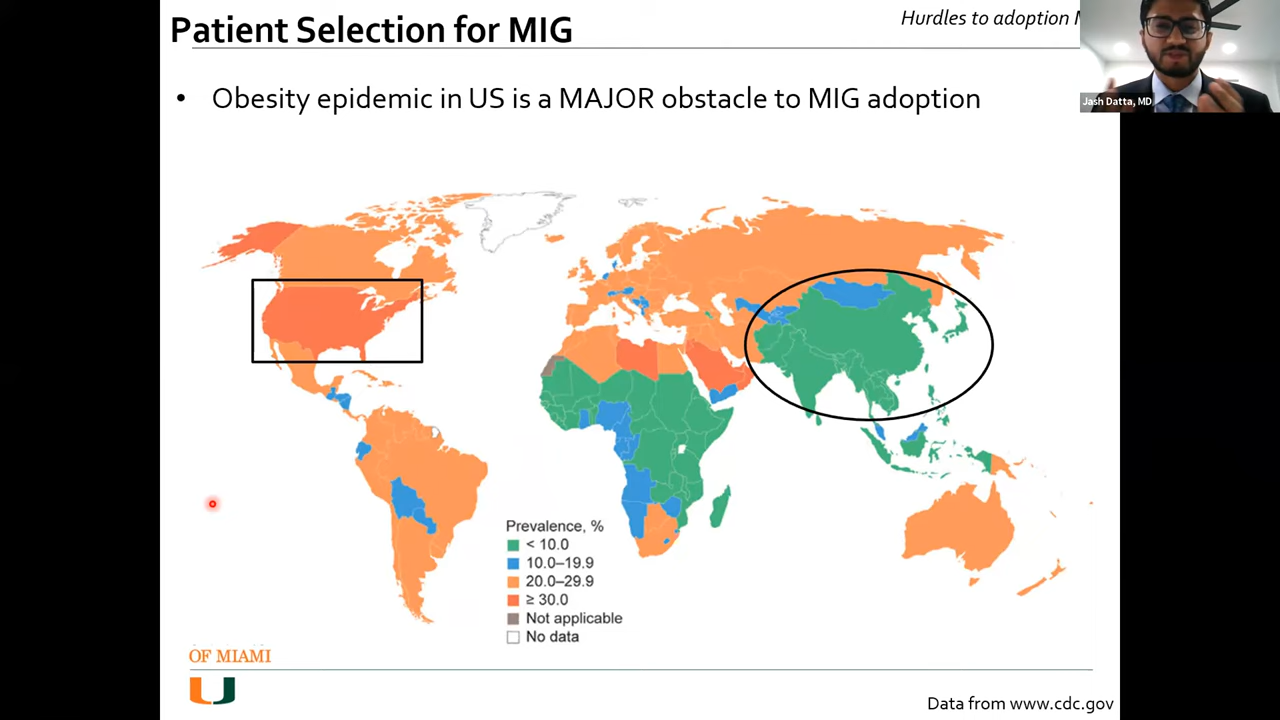 Patient Selection for MIG
Hurdles to adoption
Jash Datta, MD
• Obesity epidemic in US is a MAJOR obstacle to MIG adoption
Prevalence, %
< 10.0
10.0–19.9
20.0–29.9
≥ 30.0
Not applicable
No data
OF MIAMI
U
Data from www.cdc.gov